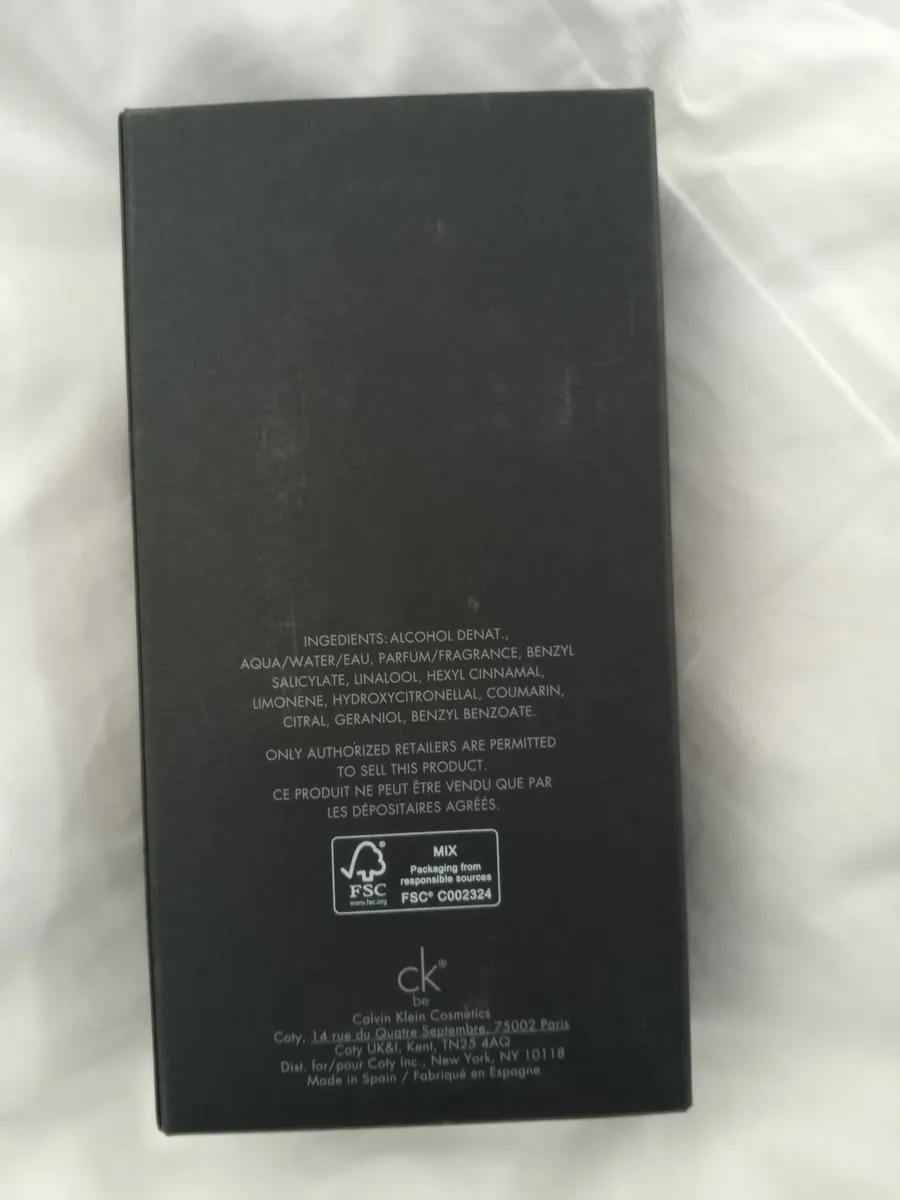 INGEDIENTS: ALCOHOL DENAT.,
AQUA/WATER/EAU, PARFUM/FRAGRANCE, BENZYL
SALICYLATE, LINALOOL, HEXYL CINNAMAL,
LIMONENE, HYDROXYCITRONELLAL, COUMARIN,
CITRAL, GERANIOL, BENZYL BENZOATE.
ONLY AUTHORIZED RETAILERS ARE PERMITTED
TO SELL THIS PRODUCT.
CE PRODUIT NE PEUT ÊTRE VENDU QUE PAR
LES DÉPOSITAIRES AGRÉÉS.
FSC
www.fsc.org
MIX
Packaging from
responsible sources
FSC® C002324
ck®
be
Calvin Klein Cosmetics
Coty, 14 rue du Quatre Septembre, 75002 Paris
Coty UK&I, Kent, TN25 4AQ
Dist. for/pour Coty Inc., New York, NY 10118
Made in Spain / Fabriqué en Espagne